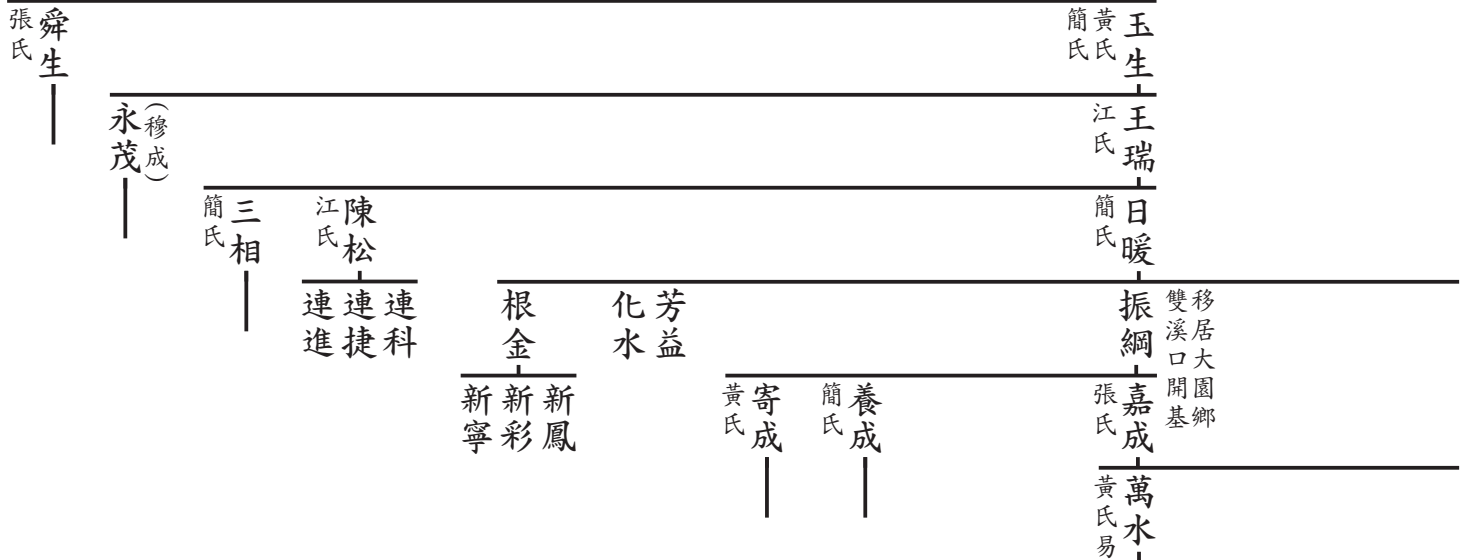 玉生
黃氏
簡氏
舜生
張氏
王瑞
江氏
(穆成)
永茂
日暖
簡氏
陳松
江氏
三相
簡氏
移居大園鄉
雙溪口開基
振綱
芳益
化水
根金
連科
連捷
連進
嘉成
張氏
養成
簡氏
寄成
黃氏
新鳳
新彩
新寧
萬水
黃氏易